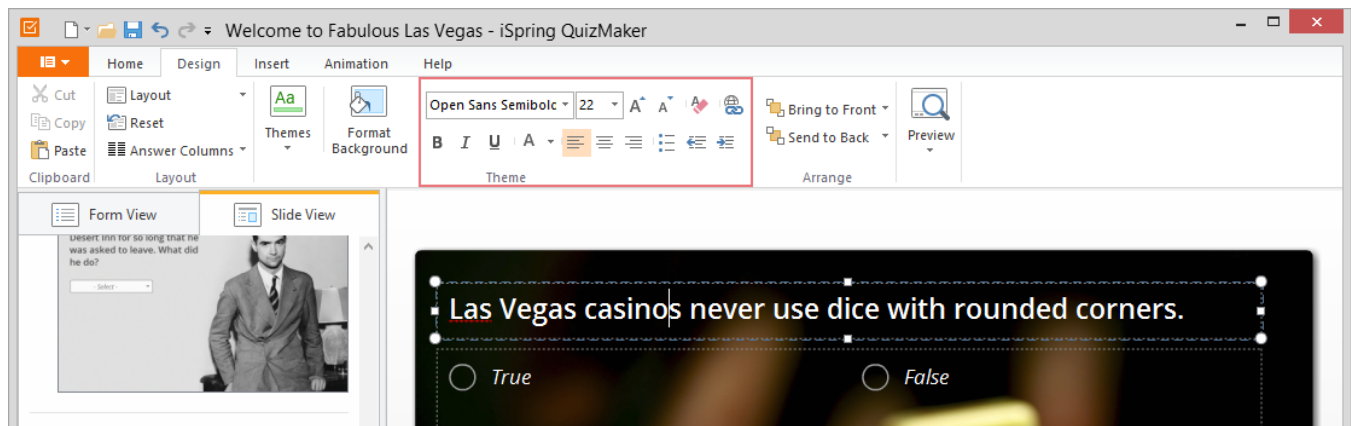 Welcome to Fabulous Las Vegas - iSpring QuizMaker
Home Design Insert Animation Help
Cut
Copy
Paste
Clipboard
Layout
Reset
Answer Columns
Layout
Aa
Themes
Format
Background
Open Sans Semibolc 22 A A A
B I U A
Theme
Bring to Front
Send to Back
Arrange
Preview
Form View Slide View
Desert Inn for so long that he
was asked to leave. What did
he do?
- Select -
Las Vegas casinos never use dice with rounded corners.
True False